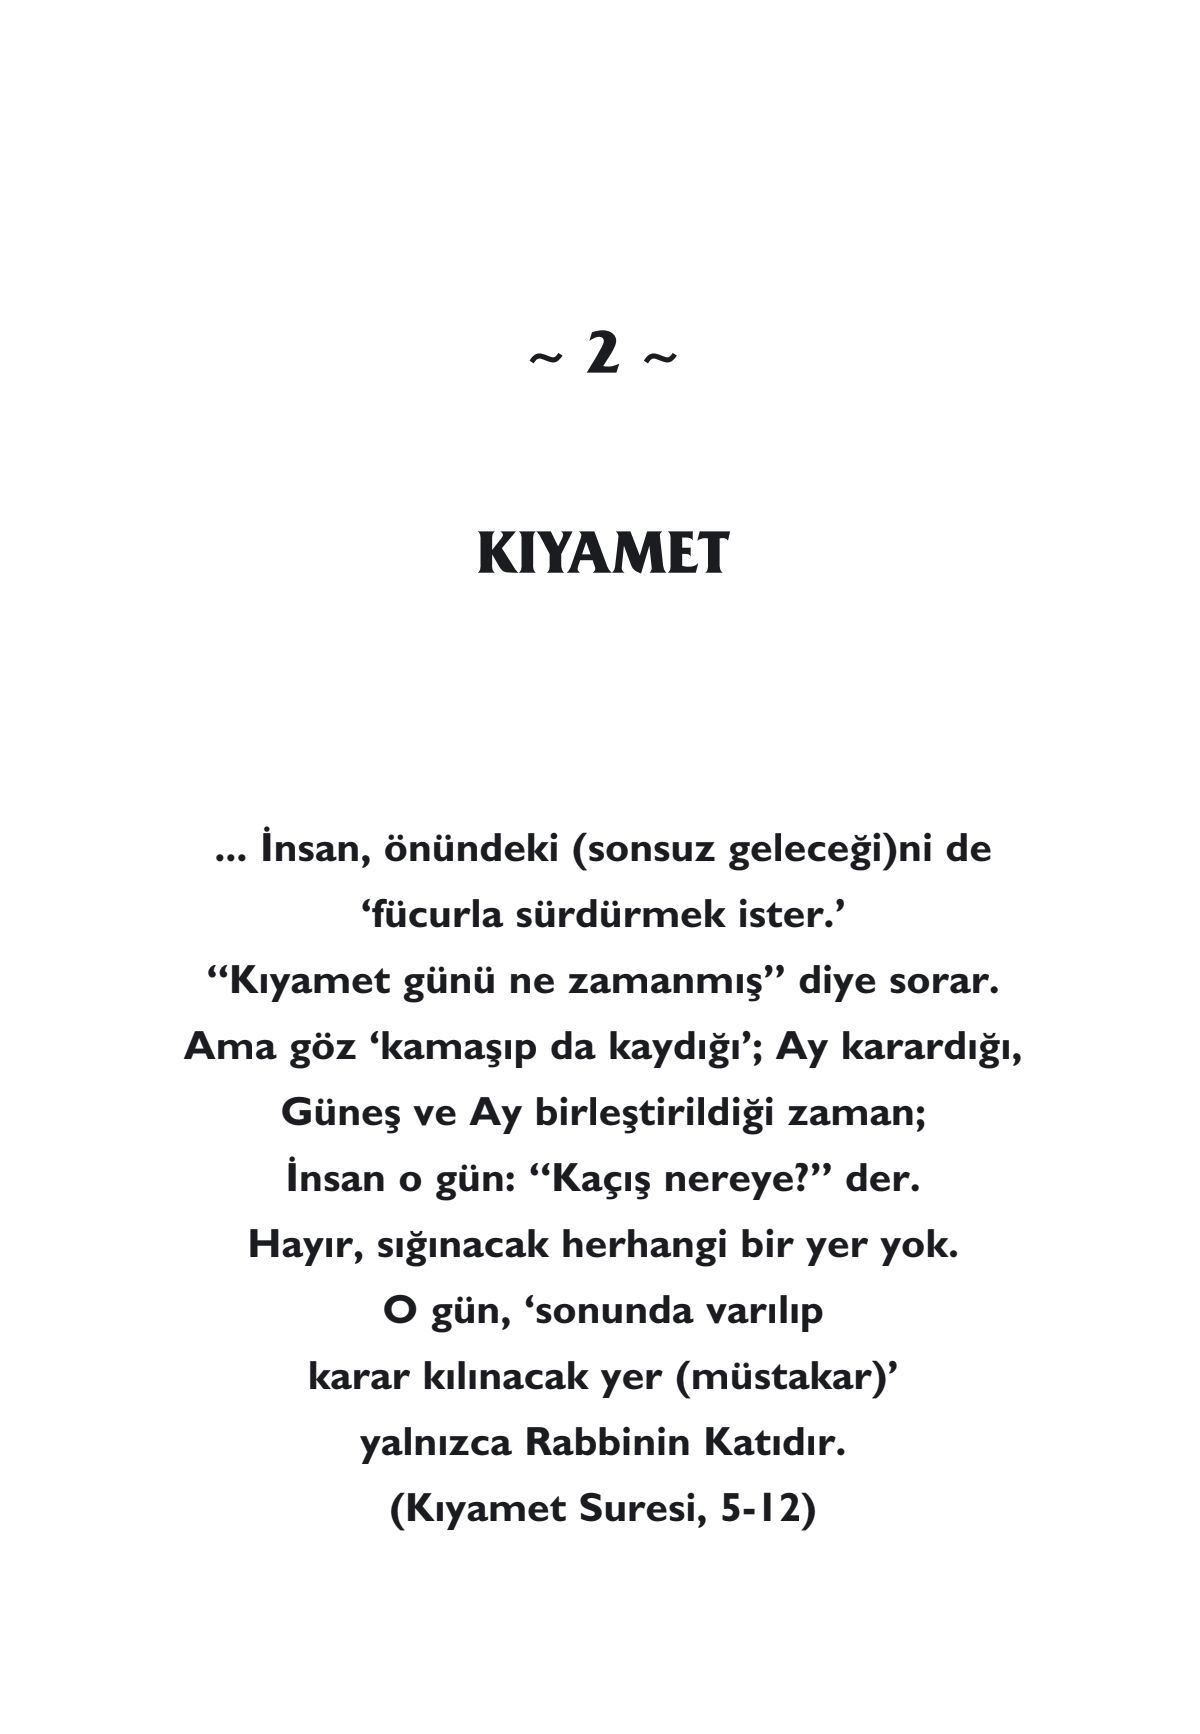 ~ 2 ~
KIYAMET
... İnsan, önündeki (sonsuz geleceği)ni de
‘fücurla sürdürmek ister.’
“Kıyamet günü ne zamanmış” diye sorar.
Ama göz ‘kamaşıp da kaydığı’; Ay karardığı,
Güneş ve Ay birleştirildiği zaman;
İnsan o gün: “Kaçış nereye?” der.
Hayır, sığınacak herhangi bir yer yok.
O gün, ‘sonunda varılıp
karar kılınacak yer (müstakar)’
yalnızca Rabbinin Katıdır.
(Kıyamet Suresi, 5-12)